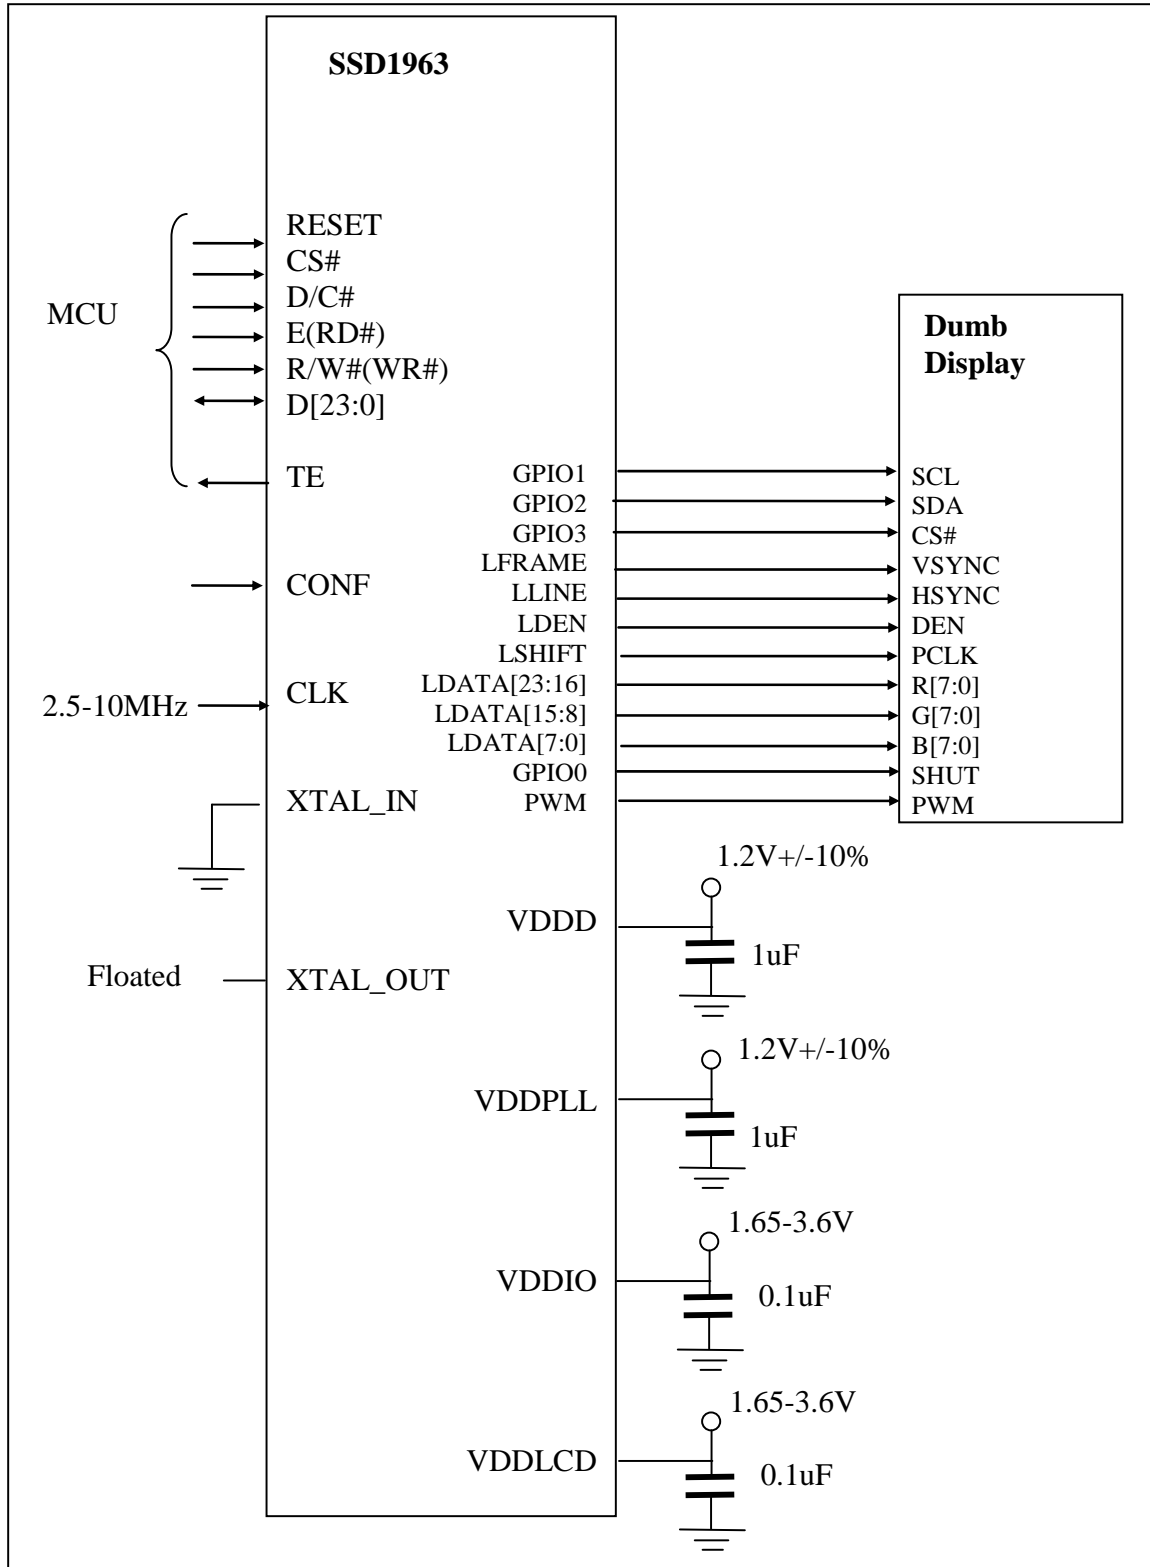 SSD1963
MCU
RESET
CS#
D/C#
E(RD#)
R/W#(WR#)
D[23:0]
TE
CONF
2.5-10MHz
CLK
XTAL_IN
Floated
XTAL_OUT
GPIO1
GPIO2
GPIO3
LFRAME
LLINE
LDEN
LSHIFT
LDATA[23:16]
LDATA[15:8]
LDATA[7:0]
GPIO0
PWM
Dumb
Display
SCL
SDA
CS#
VSYNC
HSYNC
DEN
PCLK
R[7:0]
G[7:0]
B[7:0]
SHUT
PWM
1.2V+/-10%
VDDD
1uF
1.2V+/-10%
VDDPLL
1uF
1.65-3.6V
VDDIO
0.1uF
1.65-3.6V
VDDLCD
0.1uF